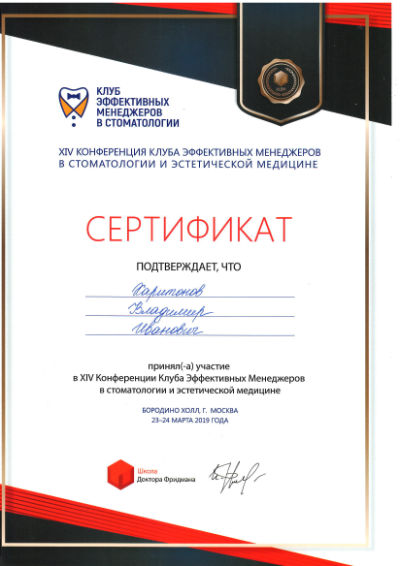 КЛУБ
ЭФФЕКТИВНЫХ
МЕНЕДЖЕРОВ
В СТОМАТОЛОГИИ
XIV КОНФЕРЕНЦИЯ КЛУБА ЭФФЕКТИВНЫХ МЕНЕДЖЕРОВ
В СТОМАТОЛОГИИ И ЭСТЕТИЧЕСКОЙ МЕДИЦИНЕ
СЕРТИФИКАТ
ПОДТВЕРЖДАЕТ, ЧТО
Харитонов
Владимир
Иванович
принял(-а) участие
в XIV Конференции Клуба Эффективных Менеджеров
в стоматологии и эстетической медицине
БОРОДИНО ХОЛЛ, Г. МОСКВА
23–24 МАРТА 2019 ГОДА
Школа
Доктора Фридмана